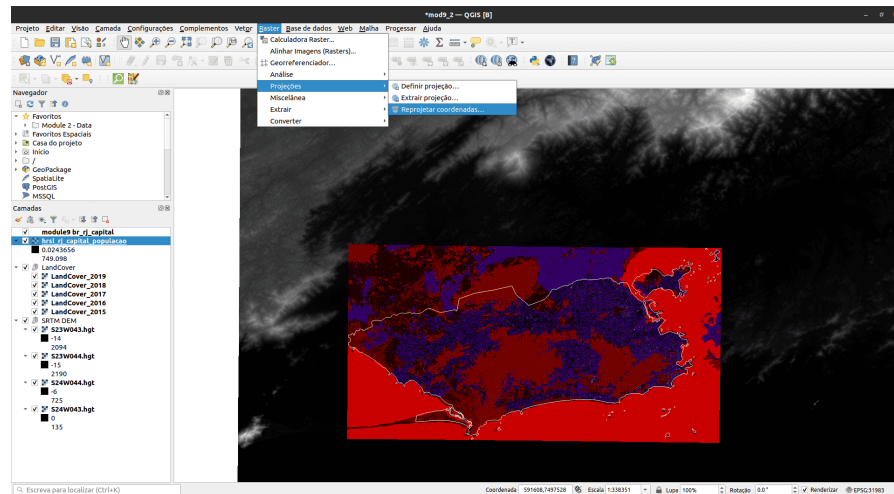 *mod9_2 — QGIS [B]
Projeto Editar Visão Camada Configurações Complementos Vetor Raster Base de dados Web Malha Processar Ajuda
Calculadora Raster...
Alinhar Imagens (Rasters)...
Georreferenciador...
Análise
Projeções
Miscelânea
Extrair
Converter
Definir projeção...
Extrair projeção...
Reprojetar coordenadas...
Navegador
Favoritos
Module 2 - Data
Favoritos Espaciais
Casa do projeto
Início
/
GeoPackage
SpatiaLite
PostGIS
MSSQL
Camadas
module9 br_rj_capital
hrsl_rj_capital_populacao
0.0243656
749.098
LandCover
LandCover_2019
LandCover_2018
LandCover_2017
LandCover_2016
LandCover_2015
SRTM DEM
S23W043.hgt
-14
2094
S23W044.hgt
-15
2190
S24W044.hgt
-6
725
S24W043.hgt
0
135
Escreva para localizar (Ctrl+K)
Coordenada 591608,7497528 Escala 1:338351 Lupa 100% Rotação 0.0° Renderizar EPSG:31983